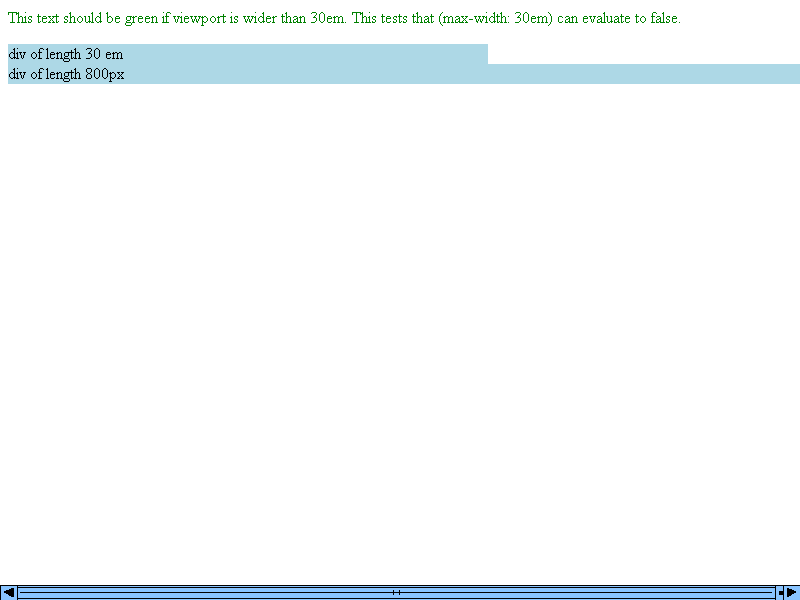 This text should be green if viewport is wider than 30em. This tests that (max-width: 30em) can evaluate to false.
div of length 30 em
div of length 800px